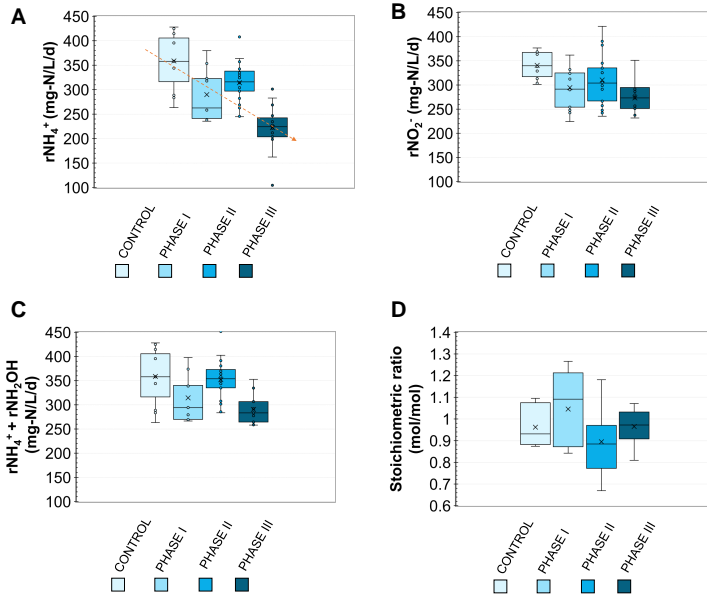 A
rNH₄⁺ (mg-N/L/d)
450
400
350
300
250
200
150
100
CONTROL
PHASE I
PHASE II
PHASE III
B
rNO₂⁻ (mg-N/L/d)
450
400
350
300
250
200
150
100
CONTROL
PHASE I
PHASE II
PHASE III
C
rNH₄⁺ + rNH₂OH
(mg-N/L/d)
450
400
350
300
250
200
150
100
CONTROL
PHASE I
PHASE II
PHASE III
D
Stoichiometric ratio
(mol/mol)
1.4
1.3
1.2
1.1
1
0.9
0.8
0.7
0.6
CONTROL
PHASE I
PHASE II
PHASE III